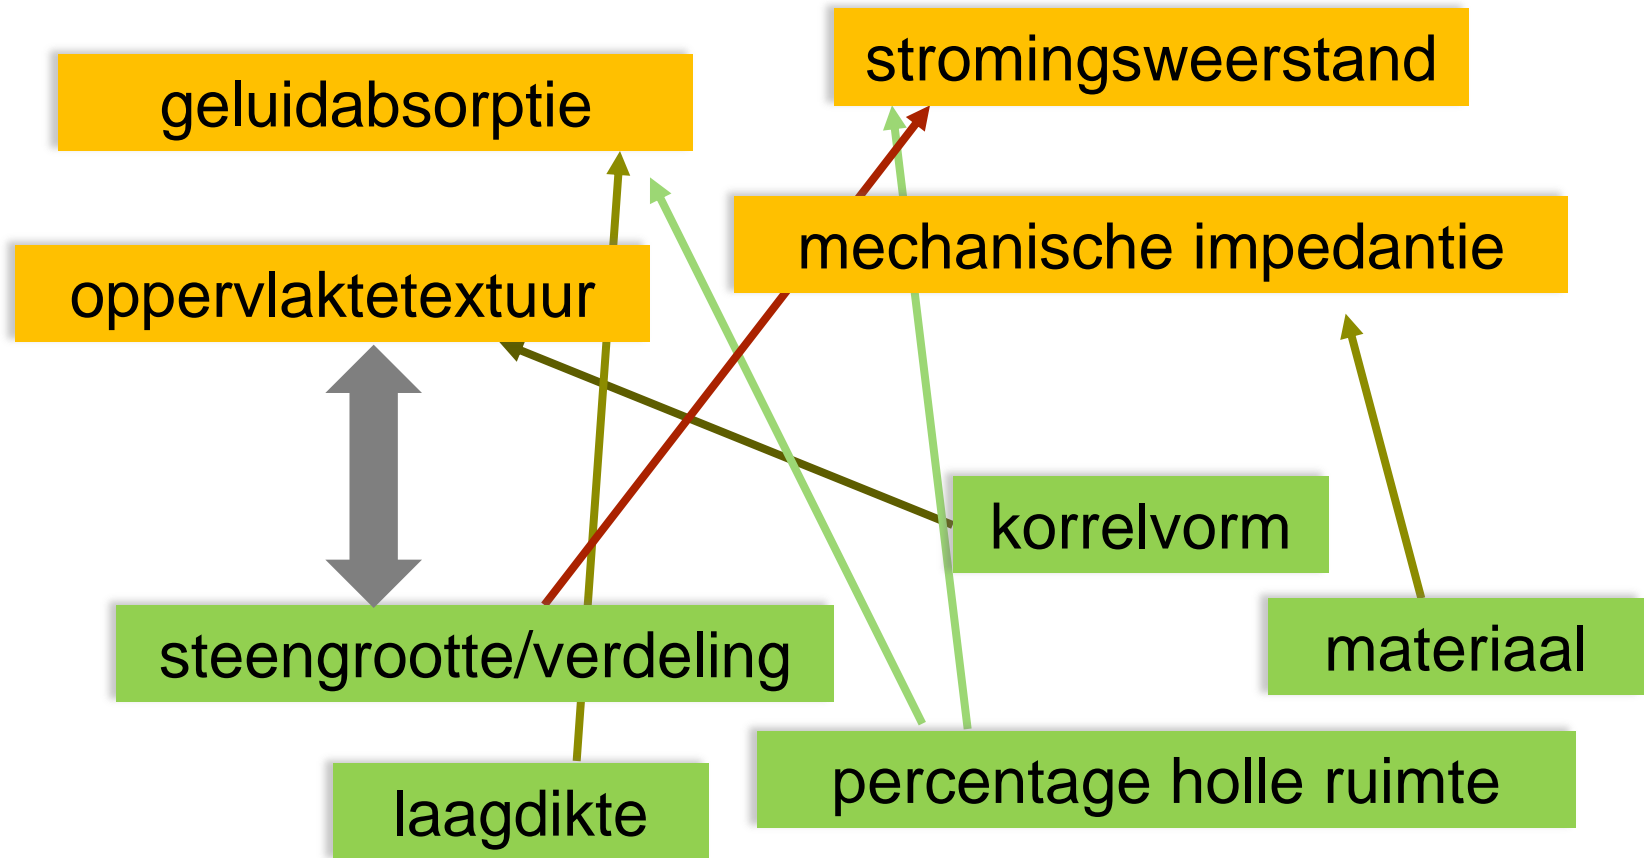 stromingsweerstand
geluidabsorptie
mechanische impedantie
oppervlaktetextuur
korrelvorm
steengrootte/verdeling
materiaal
percentage holle ruimte
laagdikte